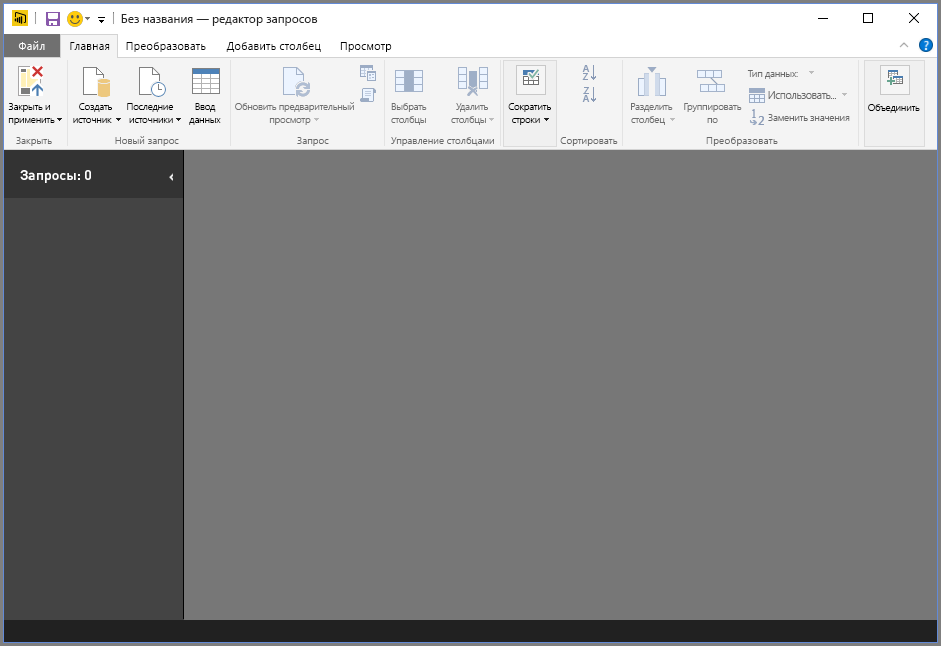 Без названия — редактор запросов
Файл
Главная
Преобразовать
Добавить столбец
Просмотр
?
Закрыть и
применить
Создать
источник
Последние
источники
Ввод
данных
Обновить предварительный
просмотр
Выбрать
столбцы
Удалить
столбцы
Сократить
строки
A
Z
Z
A
Разделить
столбец
Группировать
по
Тип данных:
Использовать...
1
2
Заменить значения
Объединить
Закрыть
Новый запрос
Запрос
Управление столбцами
Сортировать
Преобразовать
Запросы: 0